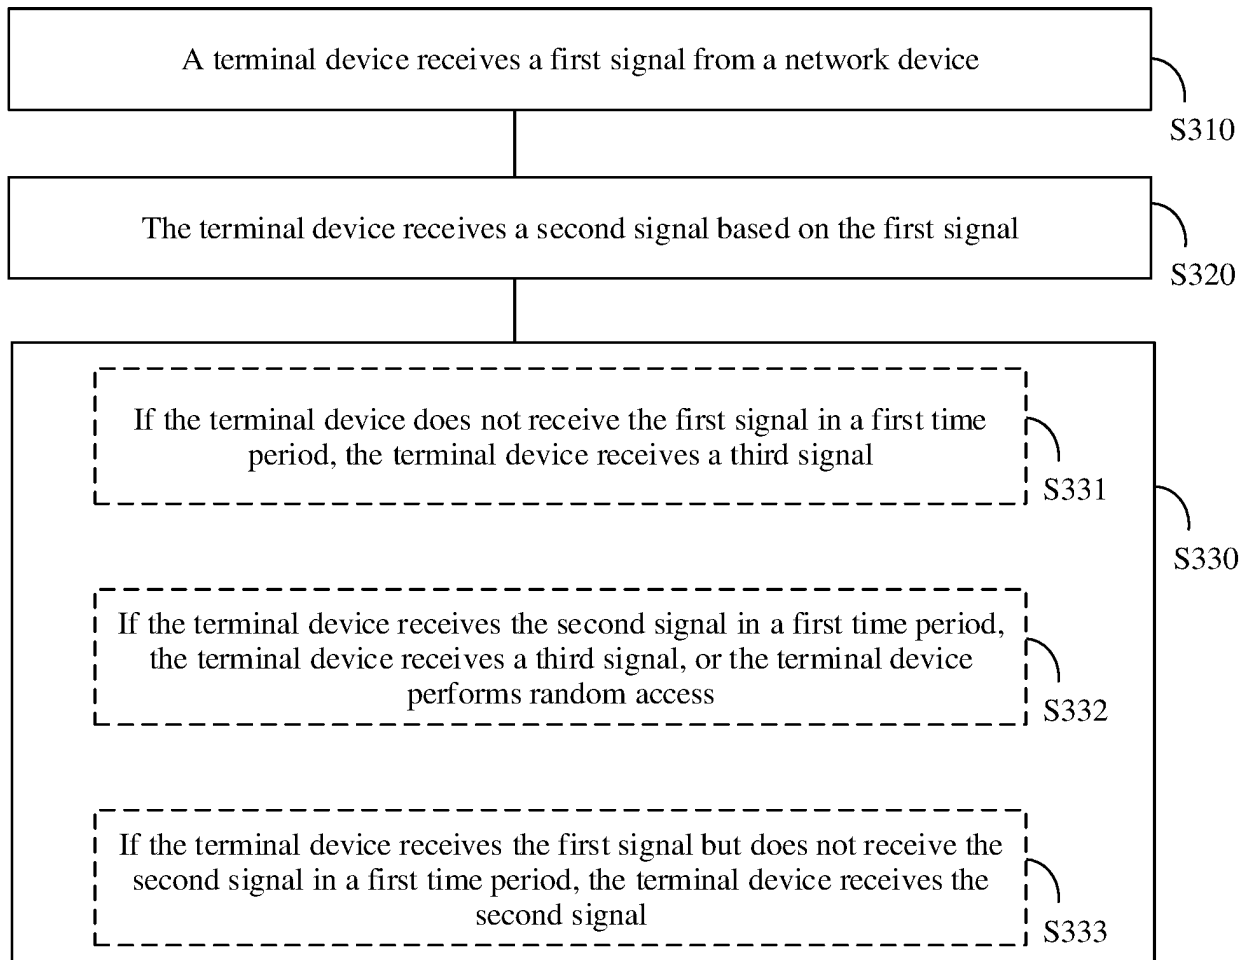 A terminal device receives a first signal from a network device
S310
The terminal device receives a second signal based on the first signal
S320
If the terminal device does not receive the first signal in a first time
period, the terminal device receives a third signal
S331
S330
If the terminal device receives the second signal in a first time period,
the terminal device receives a third signal, or the terminal device
performs random access
S332
If the terminal device receives the first signal but does not receive the
second signal in a first time period, the terminal device receives the
second signal
S333